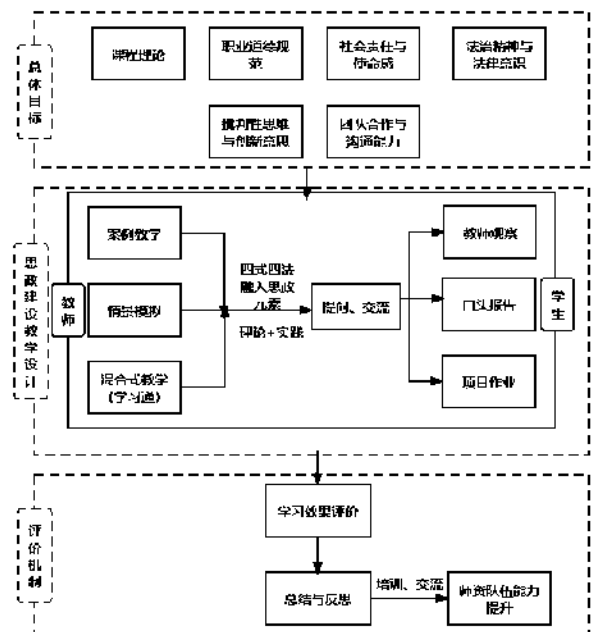 总体目标
课程理论
职业道德规
范
社会责任与
使命感
法治精神与
法律意识
批判性思维
与创新意识
团队合作与
沟通能力
思政建设教学设计
教师
案例教学
情景模拟
混合式教学
（学习通）
四式四法
融入思政
元素
理论+实践
提问、交流
教师观察
口头报告
项目作业
学生
评价机制
学习效果评价
总结与反思
培训、交流
师资队伍能力
提升